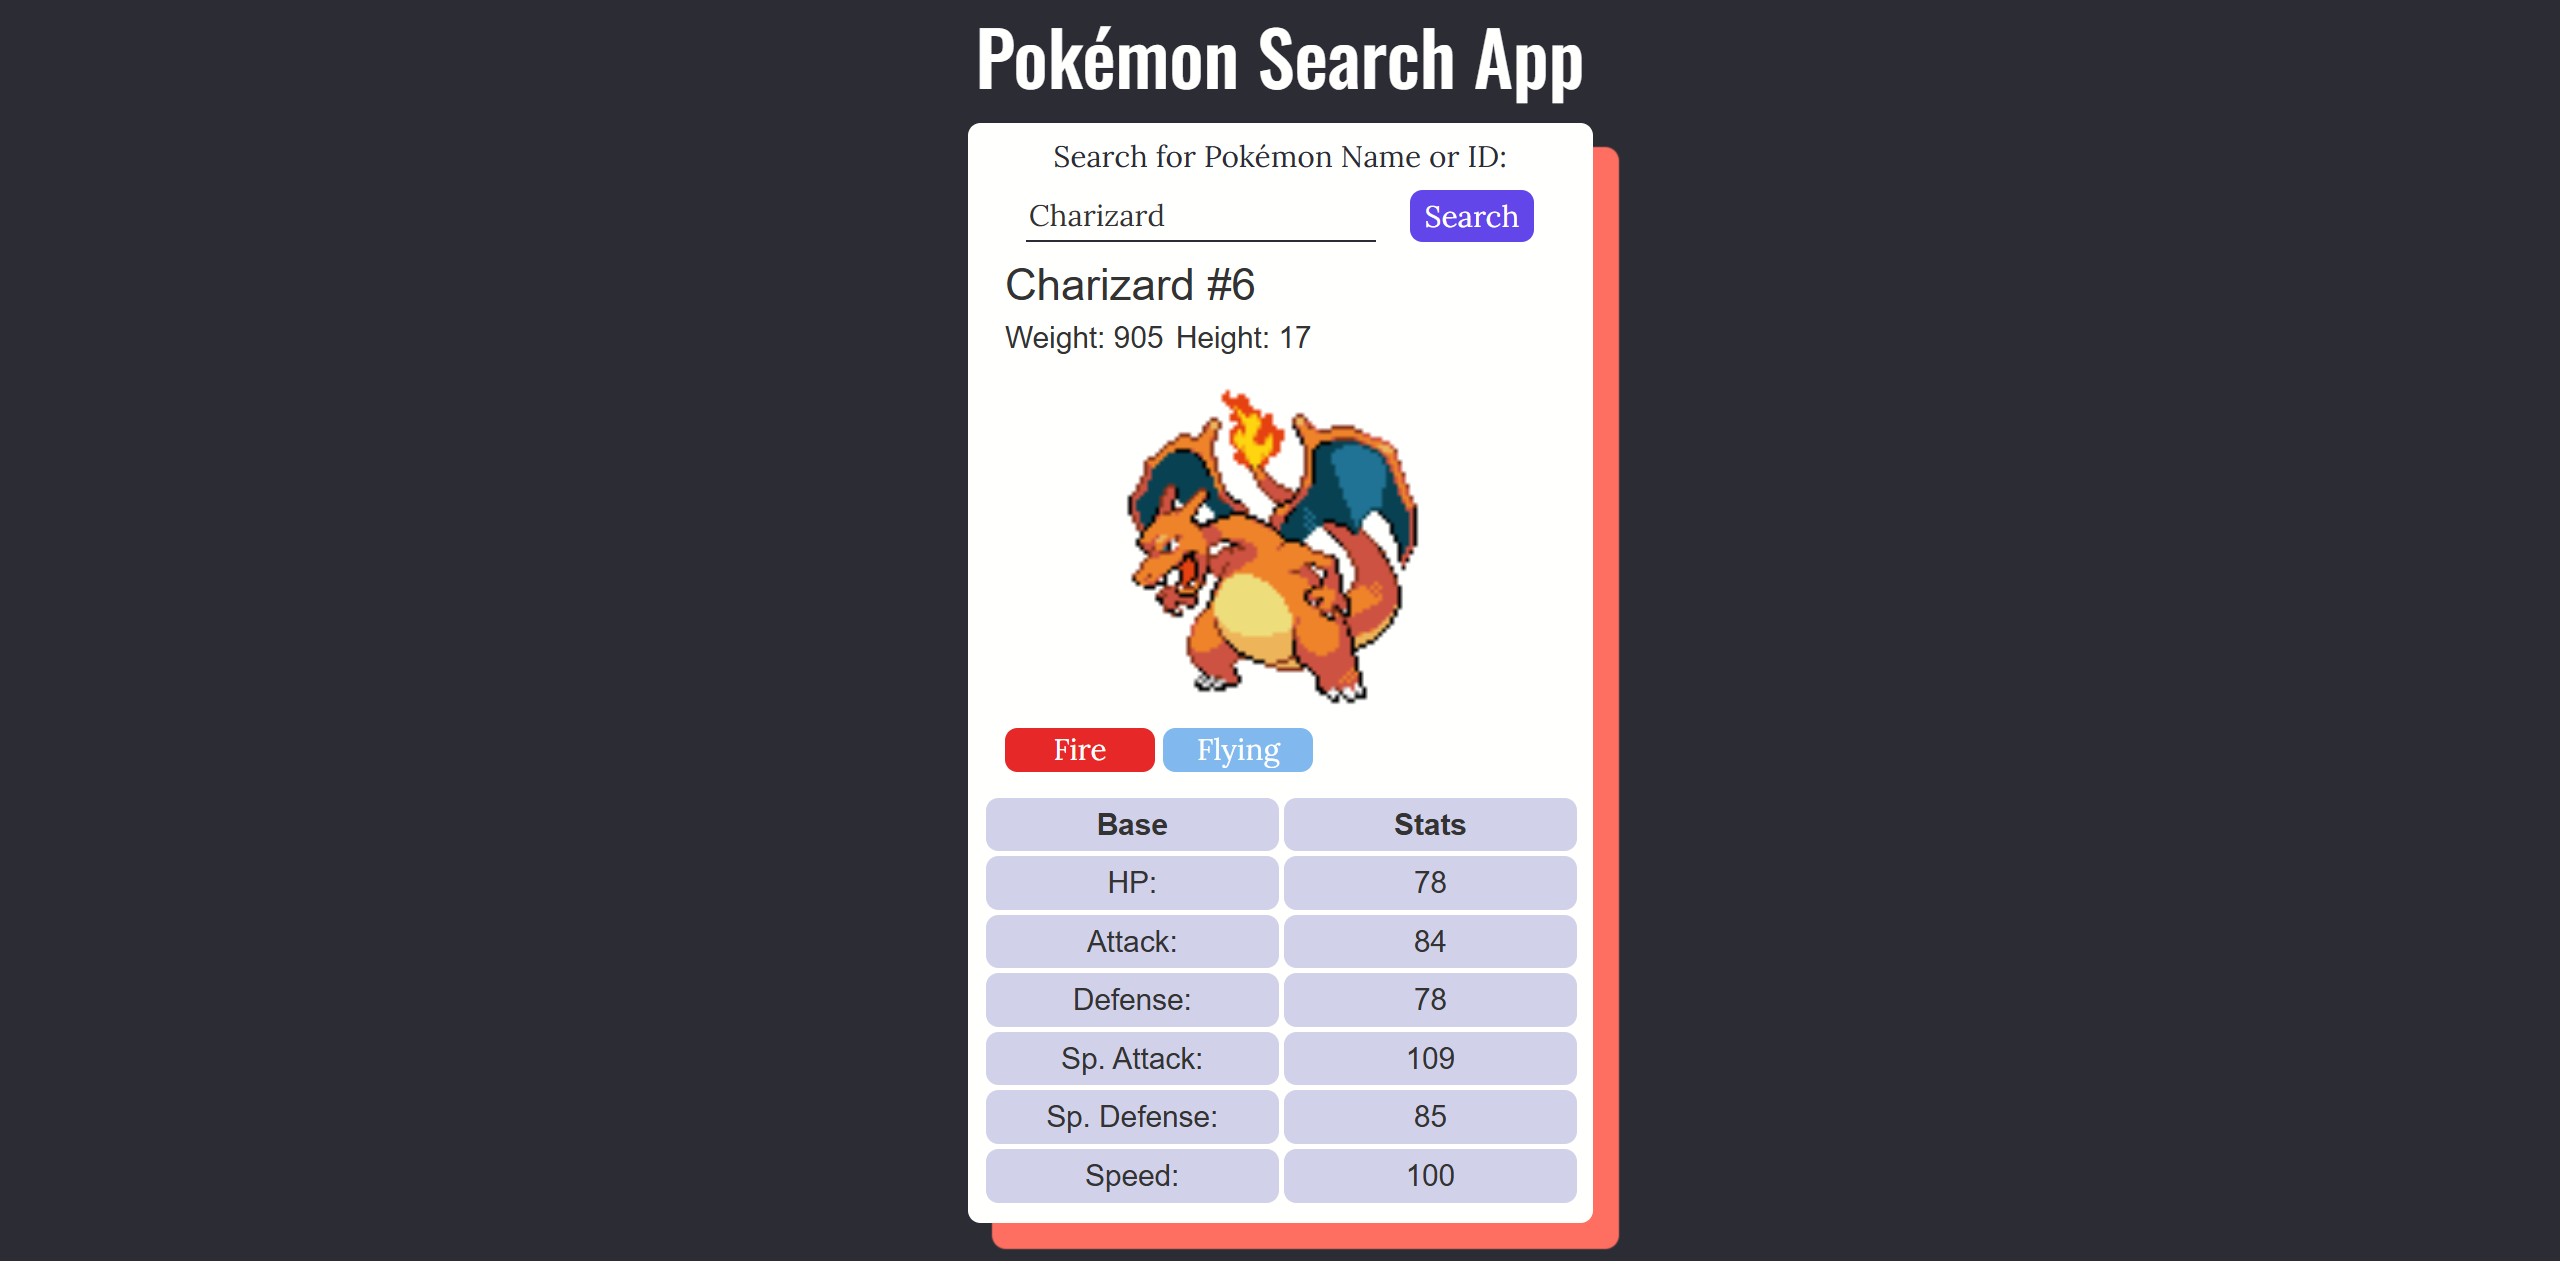 Pokémon Search App
Search for Pokémon Name or ID:
Charizard Search
Charizard #6
Weight: 905 Height: 17
Fire Flying
Base Stats
HP: 78
Attack: 84
Defense: 78
Sp. Attack: 109
Sp. Defense: 85
Speed: 100